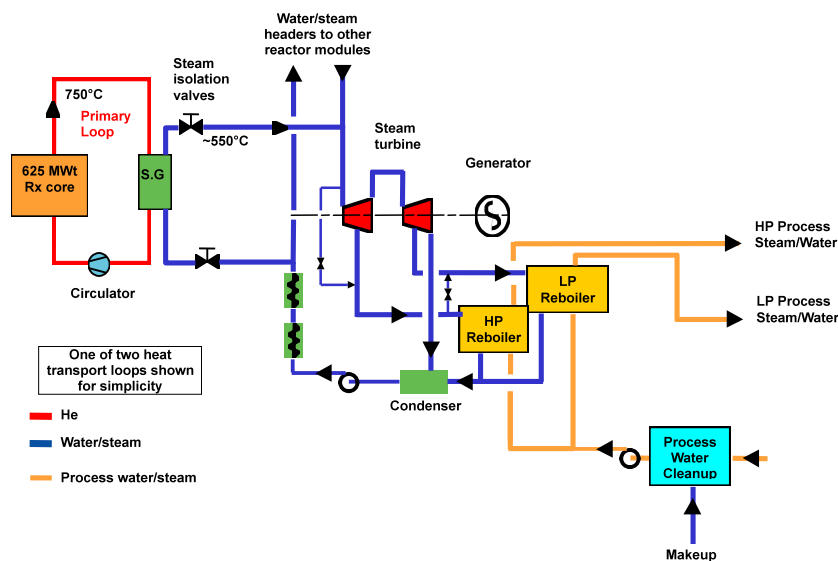 Water/steam
headers to other
reactor modules
Steam
isolation
valves
750°C
Primary
Loop
~550°C
Steam
turbine
Generator
625 MWt
Rx core
S.G
HP Process
Steam/Water
Circulator
LP
Reboiler
LP Process
Steam/Water
HP
Reboiler
One of two heat
transport loops shown
for simplicity
Condenser
He
Water/steam
Process water/steam
Process
Water
Cleanup
Makeup